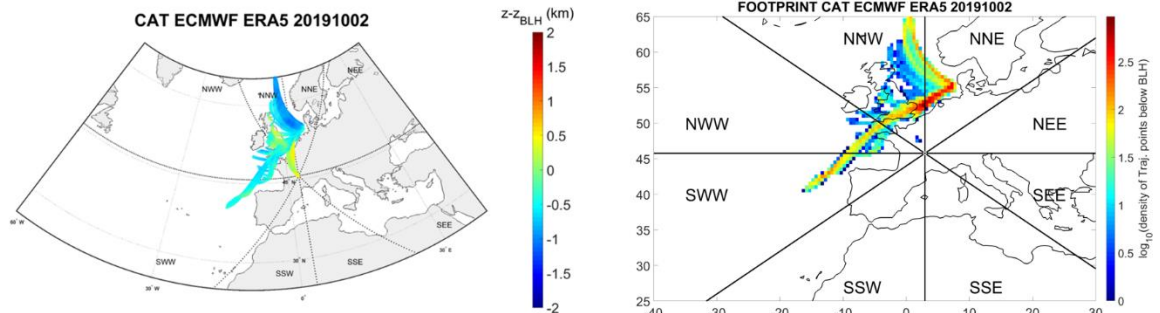 CAT ECMWF ERA5 20191002
z-z_BLH (km)
2
1.5
1
0.5
0
-0.5
-1
-1.5
-2
NWW
NNW
NNE
NEE
SWW
SSW
SSE
SEE
FOOTPRINT CAT ECMWF ERA5 20191002
65
60
55
50
45
40
35
30
25
-40
-30
-20
-10
0
10
20
30
NNW
NNE
NWW
NEE
SWW
SEE
SSW
SSE
2.5
2
1.5
1
0.5
0
log10(density of Traj. points below BLH)